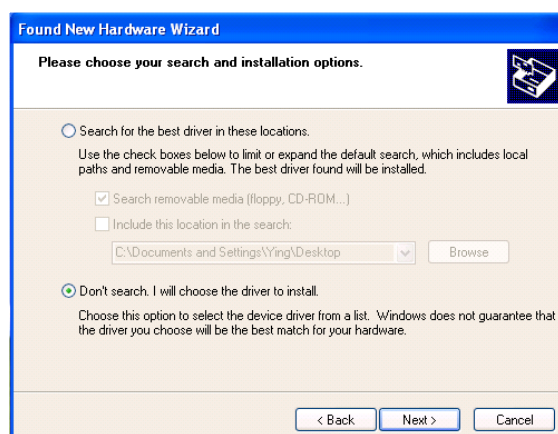 Found New Hardware Wizard
Please choose your search and installation options.
Search for the best driver in these locations.
Use the check boxes below to limit or expand the default search, which includes local
paths and removable media. The best driver found will be installed.
Search removable media (floppy, CD-ROM...)
Include this location in the search:
C:\Documents and Settings\Ying\Desktop
Browse
Don't search. I will choose the driver to install.
Choose this option to select the device driver from a list. Windows does not guarantee that
the driver you choose will be the best match for your hardware.
< Back
Next >
Cancel